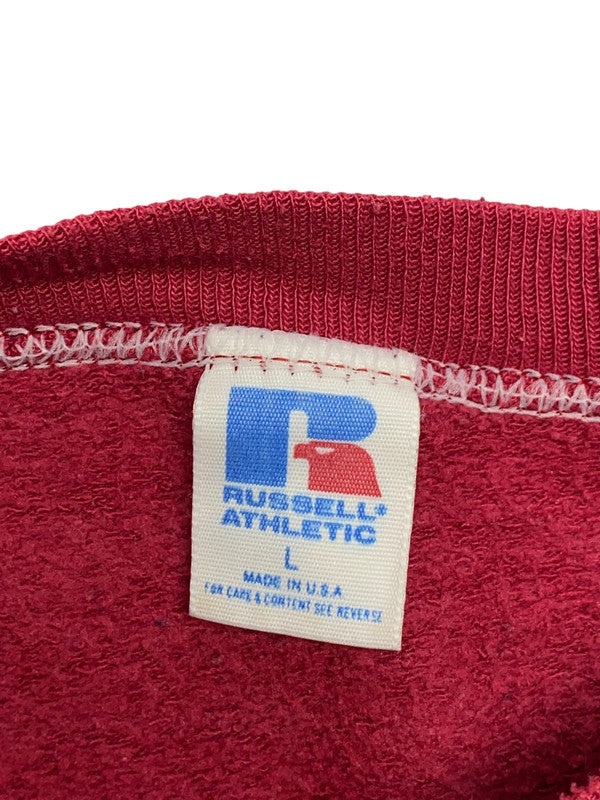 RUSSELL
ATHLETIC
L
MADE IN U.S.A
FOR CARE & CONTENT SEE REVERSE